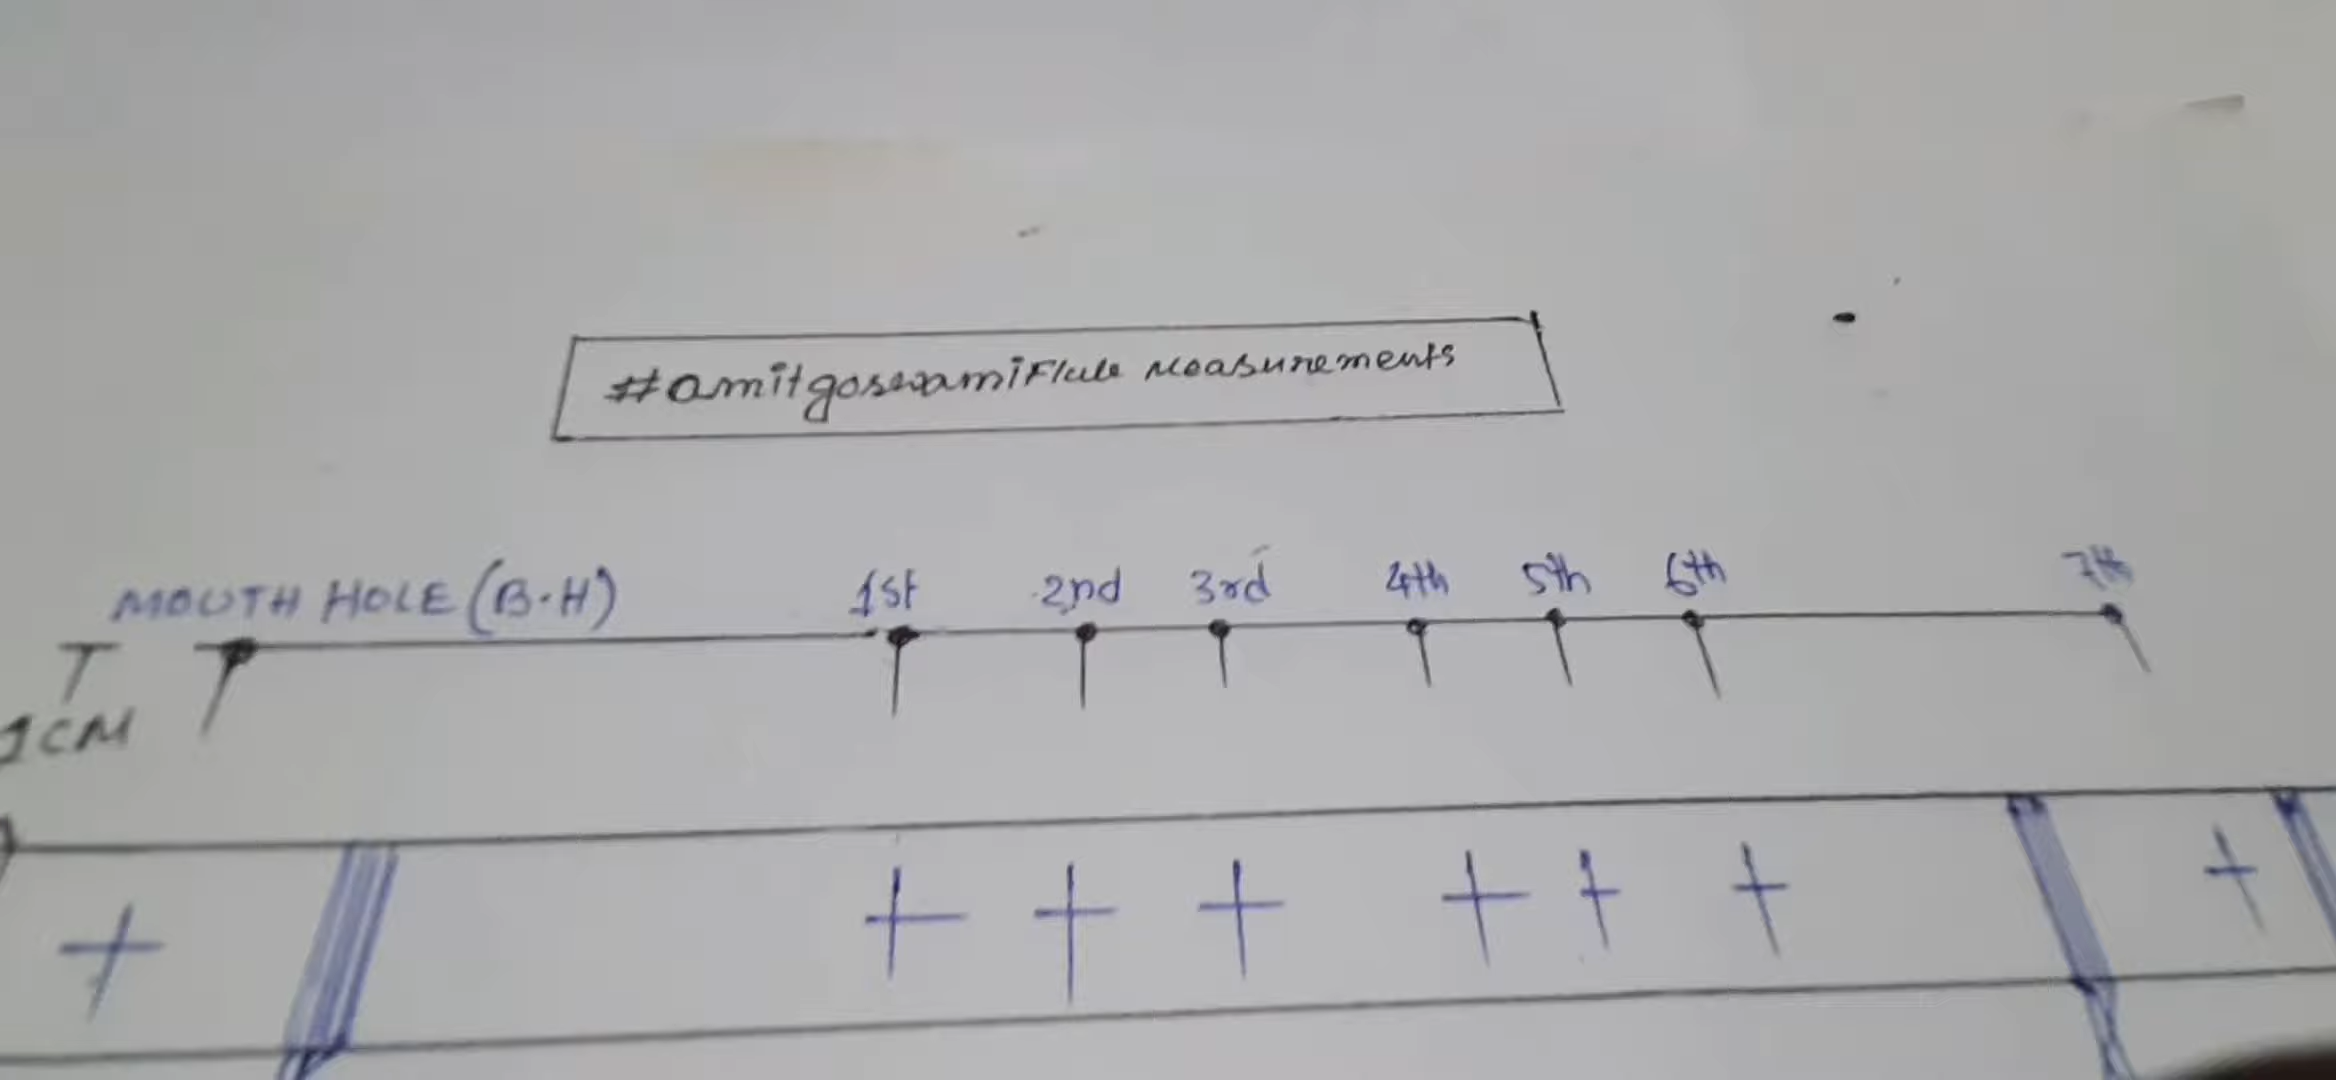 #amitgoswamiFlute Measurements
MOUTH HOLE (B.H) 1st 2nd 3rd 4th 5th 6th 7th
1CM